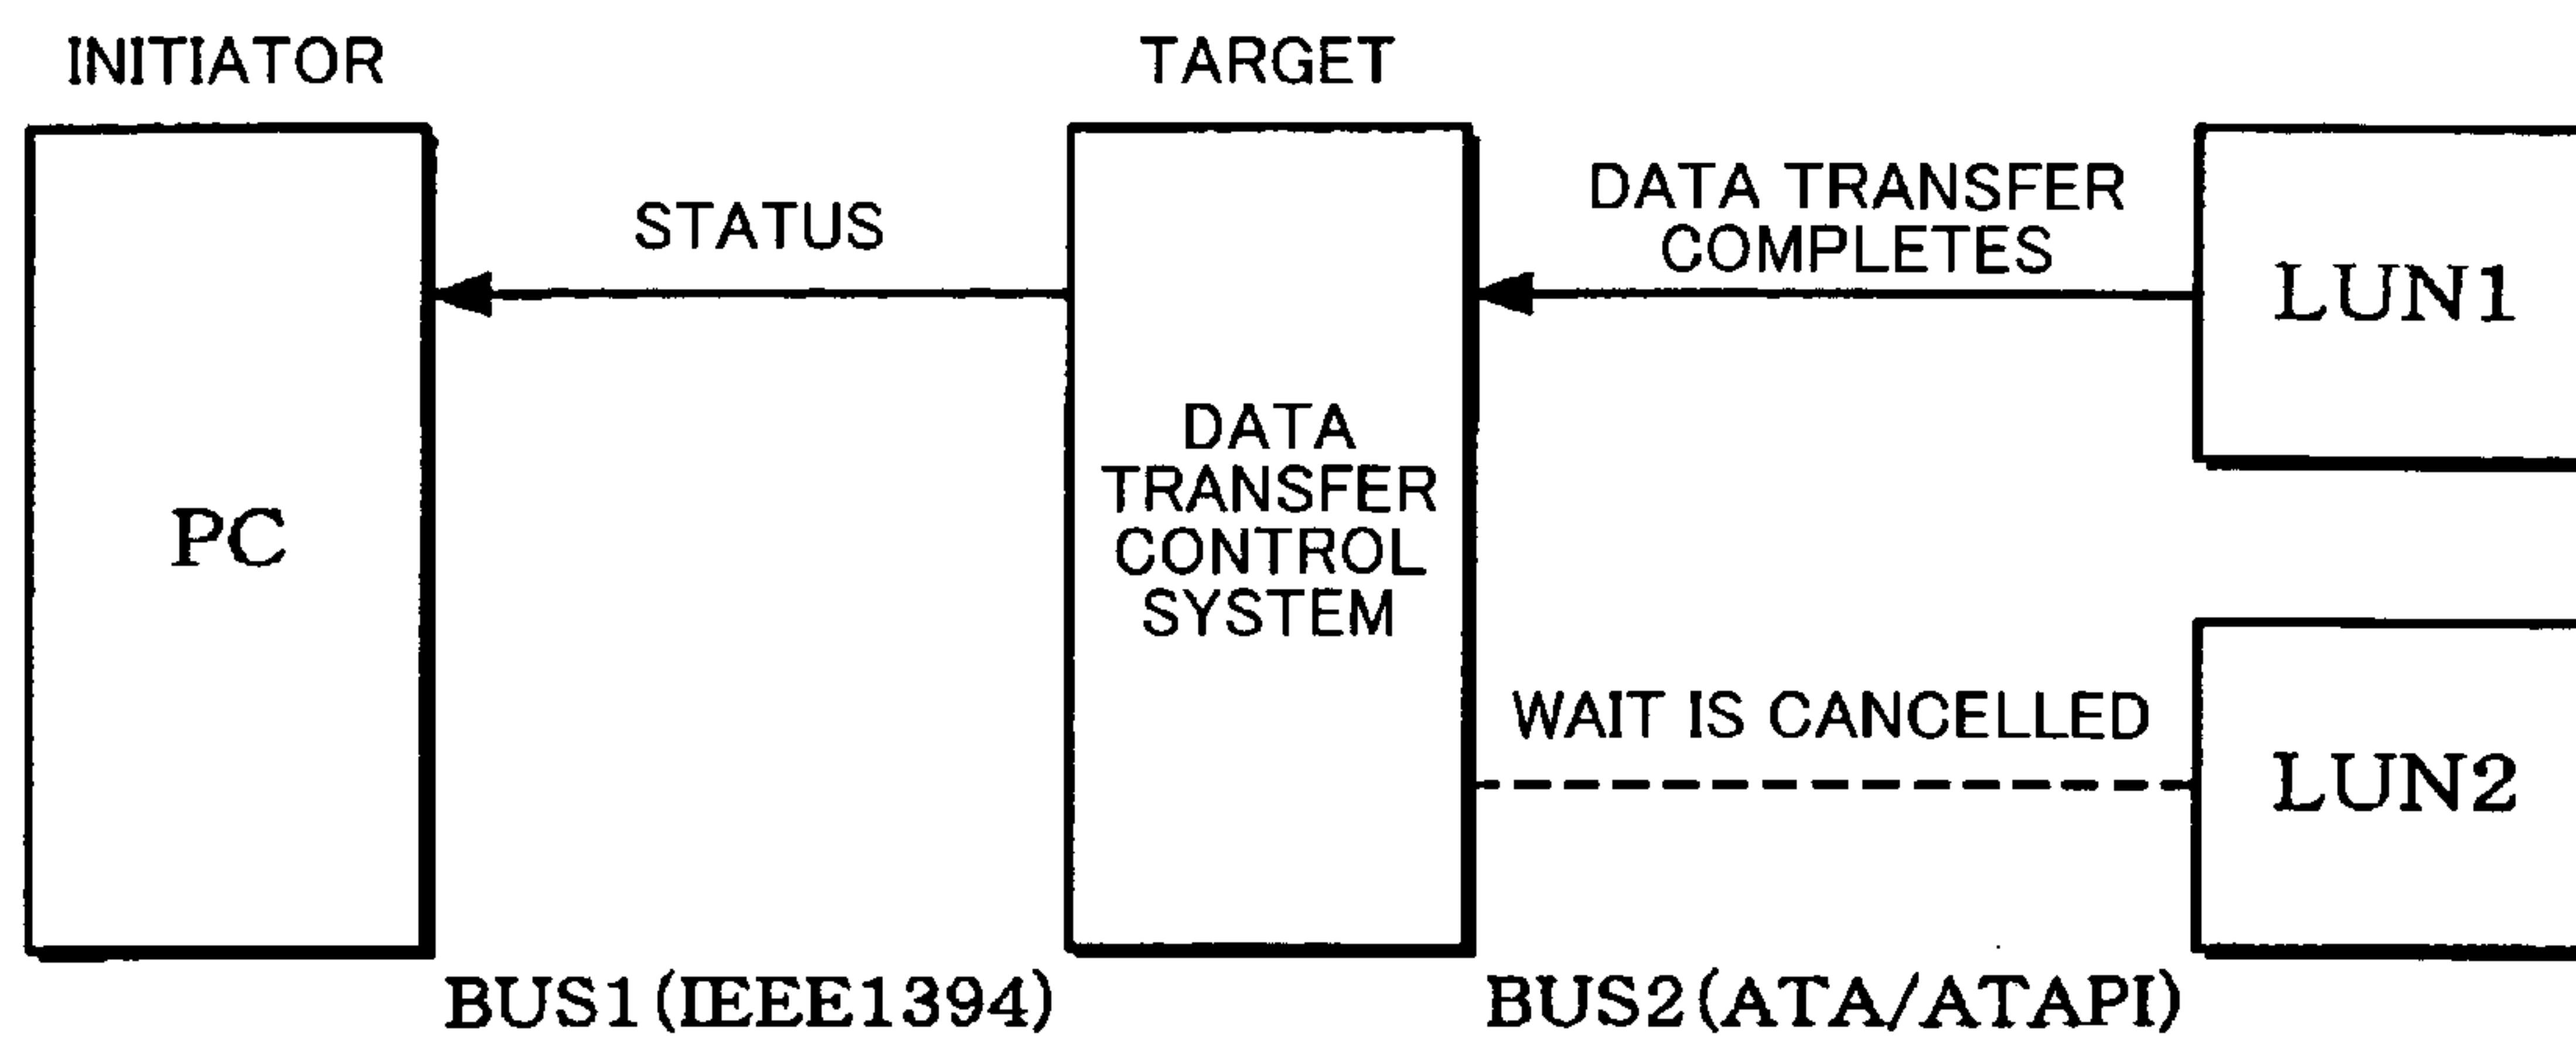 INITIATOR
TARGET
STATUS
DATA TRANSFER
COMPLETES
LUN1
PC
DATA
TRANSFER
CONTROL
SYSTEM
WAIT IS CANCELLED
LUN2
BUS1(IEEE1394)
BUS2(ATA/ATAPI)